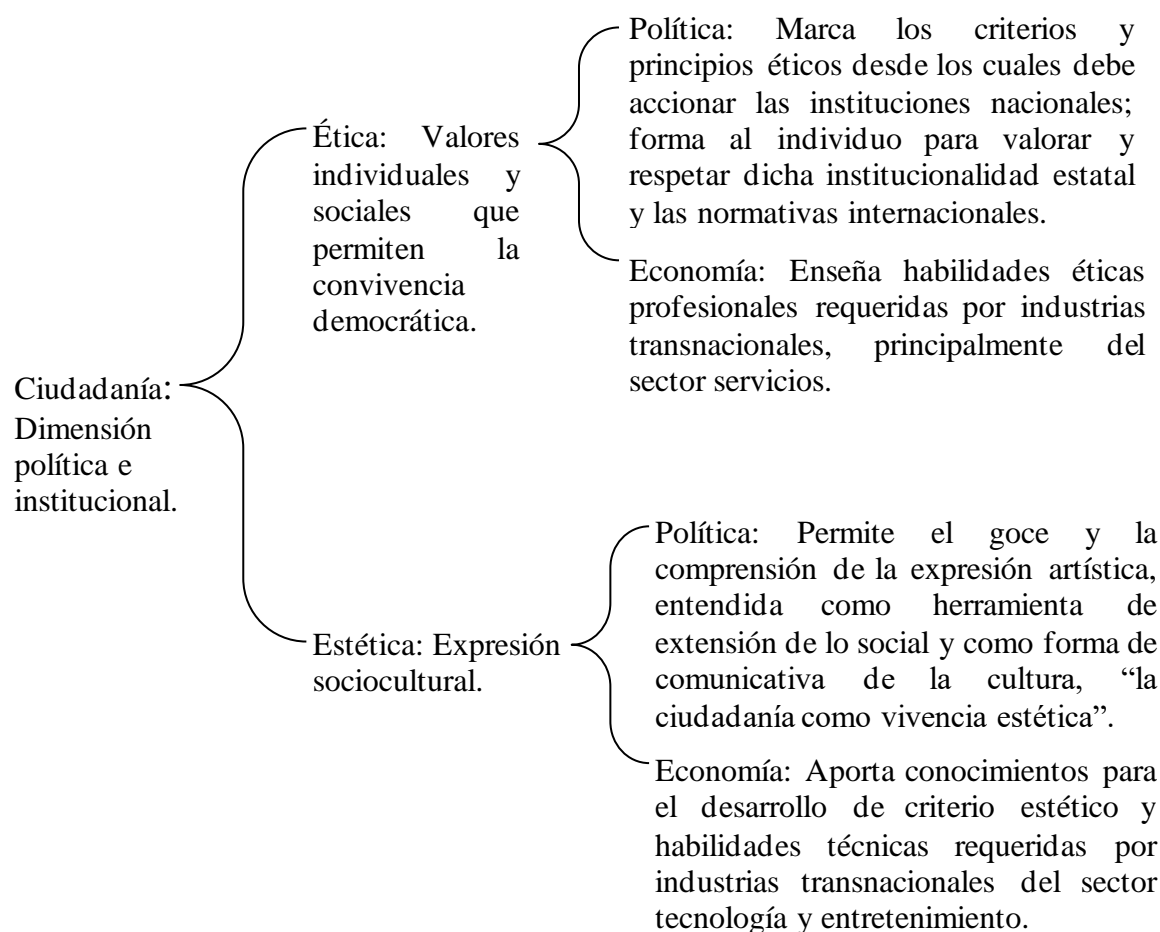 Ciudadanía:
Dimensión
política e
institucional.
Ética: Valores
individuales y
sociales que
permiten la
convivencia
democrática.
Política: Marca los criterios y
principios éticos desde los cuales debe
accionar las instituciones nacionales;
forma al individuo para valorar y
respetar dicha institucionalidad estatal
y las normativas internacionales.
Economía: Enseña habilidades éticas
profesionales requeridas por industrias
transnacionales, principalmente del
sector servicios.
Estética: Expresión
sociocultural.
Política: Permite el goce y la
comprensión de la expresión artística,
entendida como herramienta de
extensión de lo social y como forma de
comunicativa de la cultura, “la
ciudadanía como vivencia estética”.
Economía: Aporta conocimientos para
el desarrollo de criterio estético y
habilidades técnicas requeridas por
industrias transnacionales del sector
tecnología y entretenimiento.